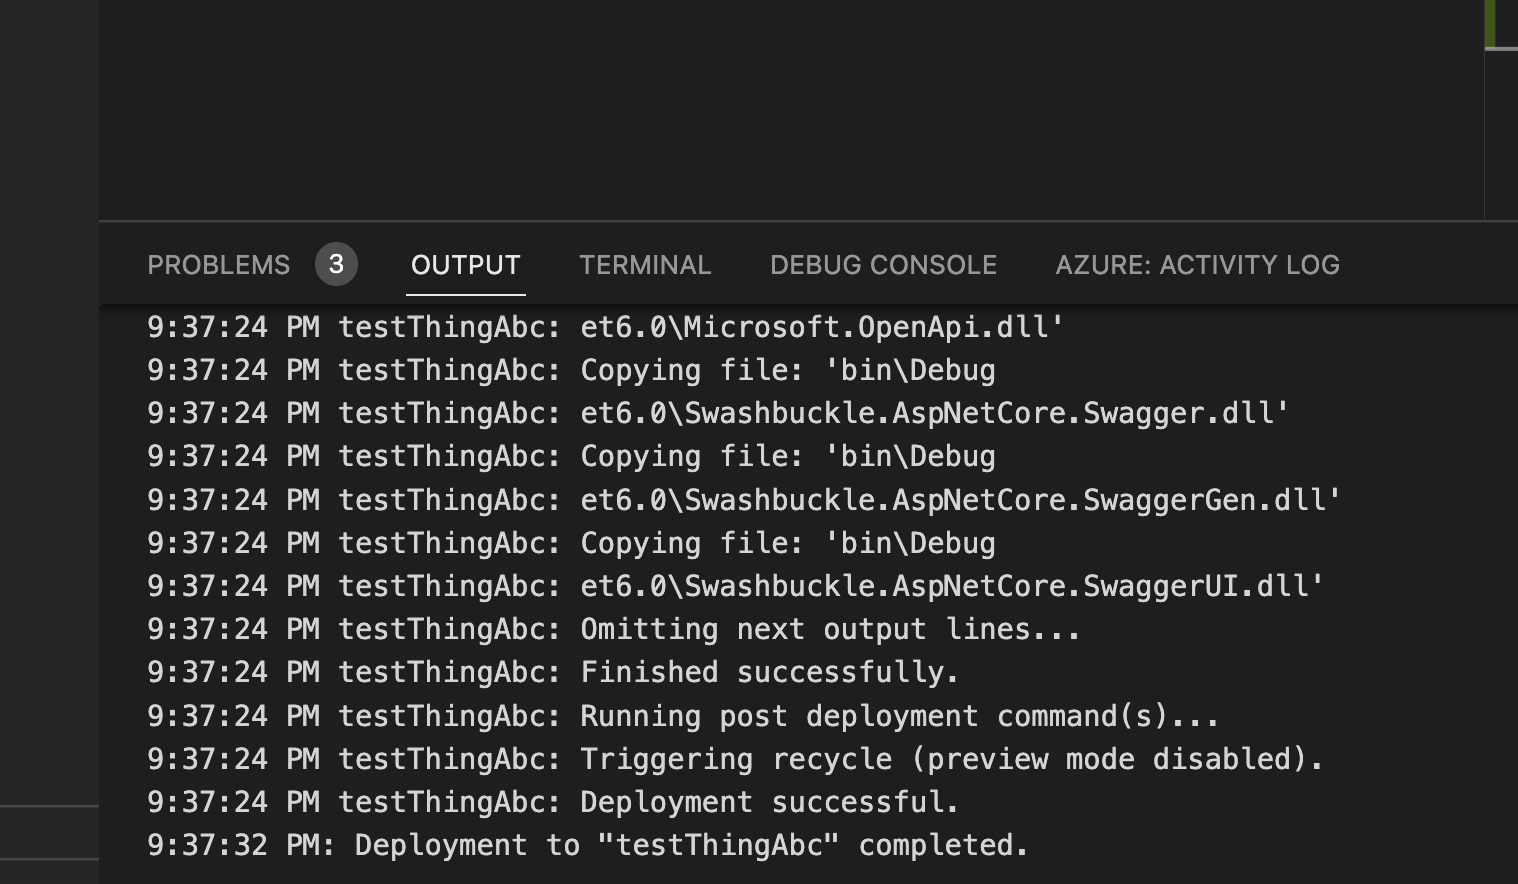 PROBLEMS 3 OUTPUT TERMINAL DEBUG CONSOLE AZURE: ACTIVITY LOG
9:37:24 PM testThingAbc: et6.0\Microsoft.OpenApi.dll'
9:37:24 PM testThingAbc: Copying file: 'bin\Debug
9:37:24 PM testThingAbc: et6.0\Swashbuckle.AspNetCore.Swagger.dll'
9:37:24 PM testThingAbc: Copying file: 'bin\Debug
9:37:24 PM testThingAbc: et6.0\Swashbuckle.AspNetCore.SwaggerGen.dll'
9:37:24 PM testThingAbc: Copying file: 'bin\Debug
9:37:24 PM testThingAbc: et6.0\Swashbuckle.AspNetCore.SwaggerUI.dll'
9:37:24 PM testThingAbc: Omitting next output lines...
9:37:24 PM testThingAbc: Finished successfully.
9:37:24 PM testThingAbc: Running post deployment command(s)...
9:37:24 PM testThingAbc: Triggering recycle (preview mode disabled).
9:37:24 PM testThingAbc: Deployment successful.
9:37:32 PM: Deployment to "testThingAbc" completed.